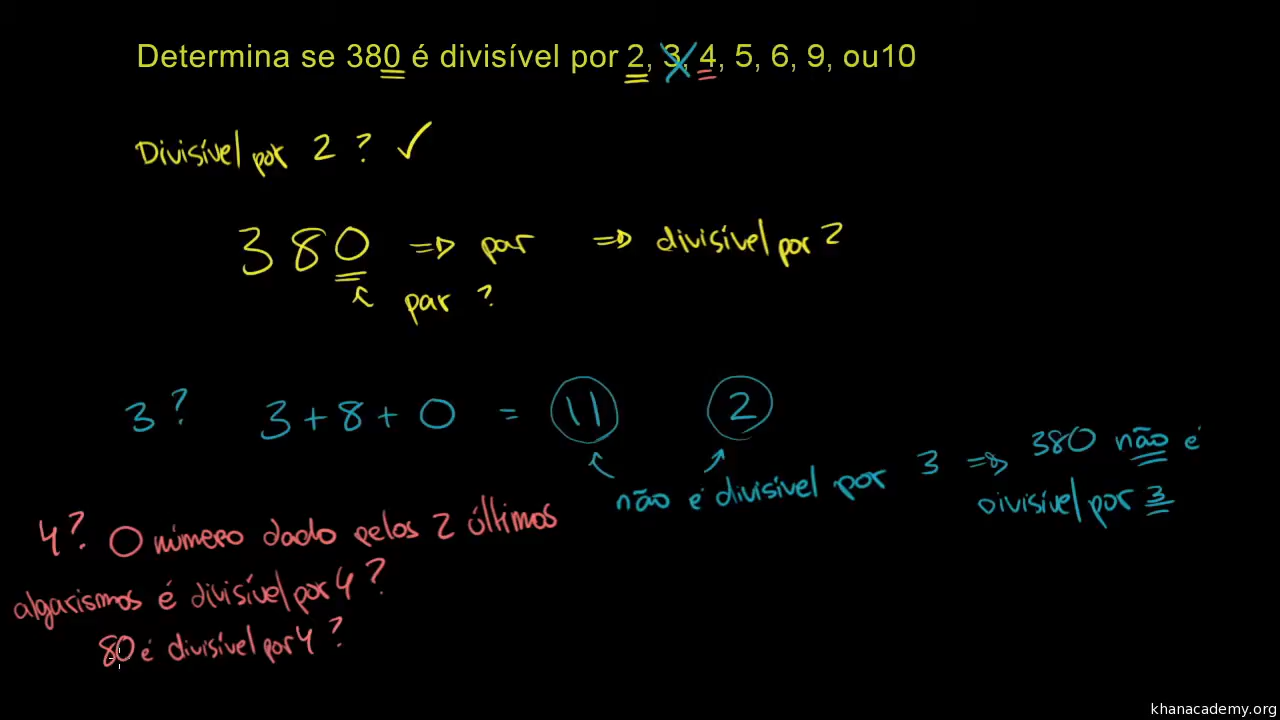 Determina se 380 é divisível por 2, 3, 4, 5, 6, 9, ou10
Divisível por 2 ? ✓
380 => par => divisível por 2
par ?
3 ? 3 + 8 + 0 = 11 2
não é divisível por 3 => 380 não é
divisível por 3
4? O número dado pelos 2 últimos
algarismos é divisível por 4 ?
80 é divisível por 4 ?
khanacademy.org